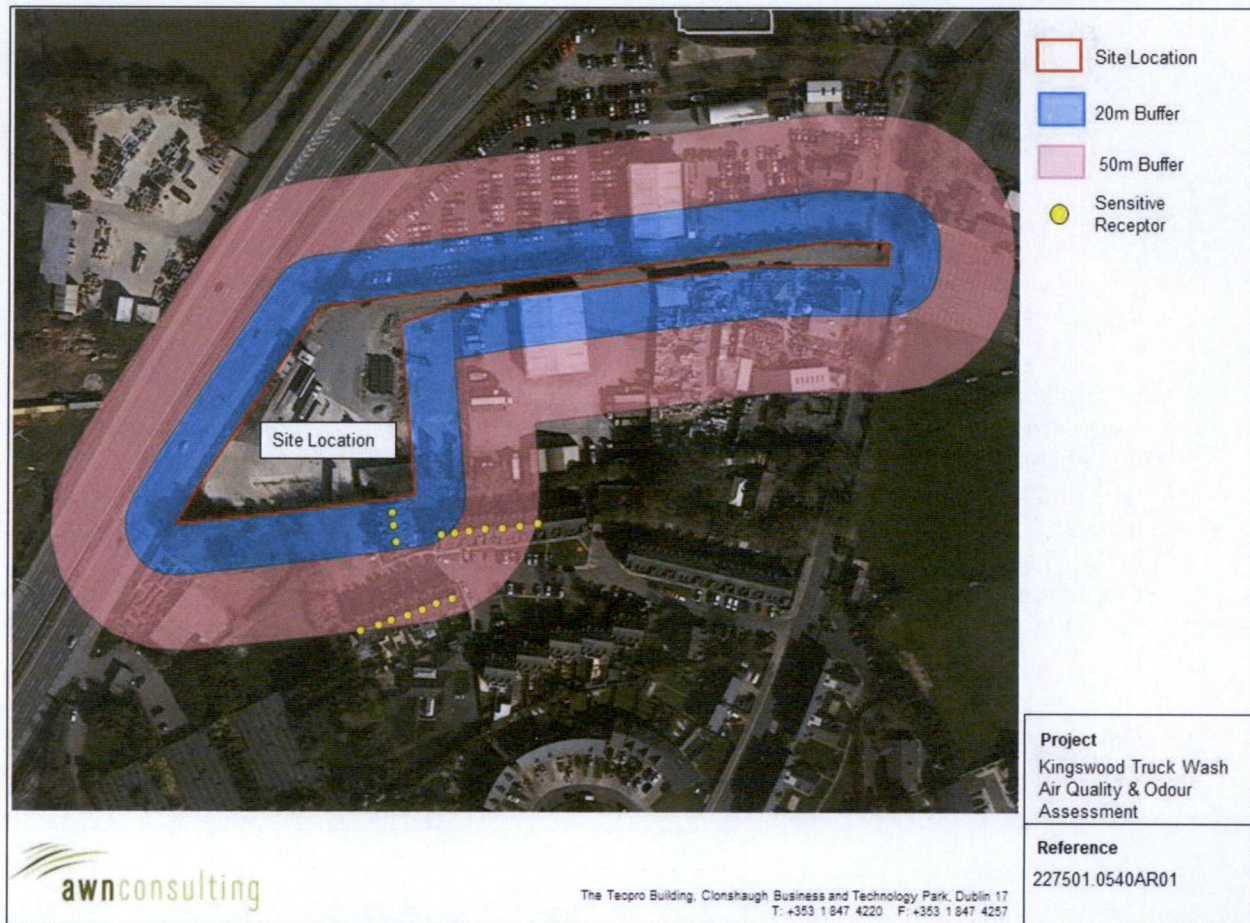 Site Location
20m Buffer
50m Buffer
Sensitive
Receptor
Site Location
Project
Kingswood Truck Wash
Air Quality & Odour
Assessment
Reference
227501.0540AR01
awnconsulting
The Tecpro Building, Clonshaugh Business and Technology Park, Dublin 17
T: +353 1 847 4220 F: +353 1 847 4257